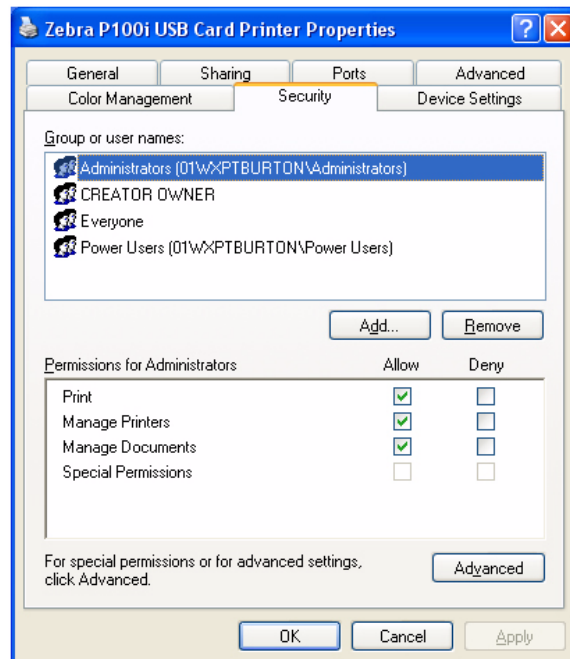 Zebra P100i USB Card Printer Properties
General Sharing Ports Advanced
Color Management Security Device Settings
Group or user names:
Administrators (01WXPTBURTON\Administrators)
CREATOR OWNER
Everyone
Power Users (01WXPTBURTON\Power Users)
Add... Remove
Permissions for Administrators Allow Deny
Print
Manage Printers
Manage Documents
Special Permissions
For special permissions or for advanced settings,
click Advanced.
Advanced
OK Cancel Apply